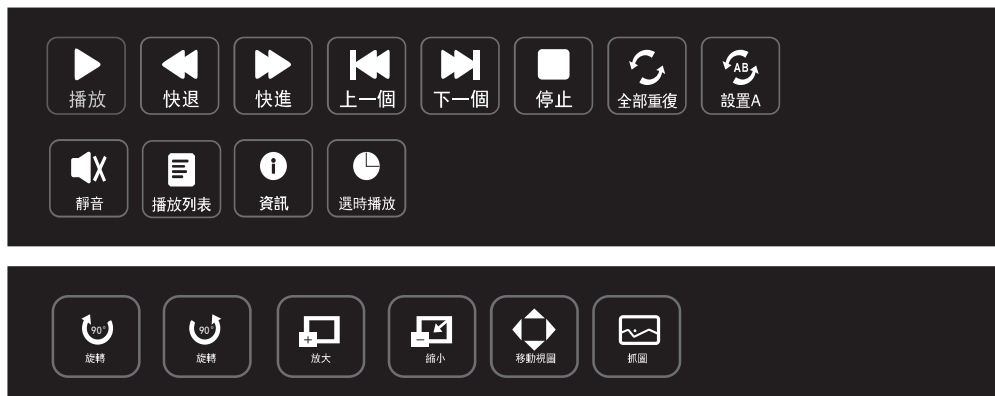 播放
快退
快進
上一個
下一個
停止
全部重復
AB
設置A
靜音
播放列表
資訊
選時播放
90°
旋轉
90°
旋轉
放大
縮小
移動視圖
抓圖